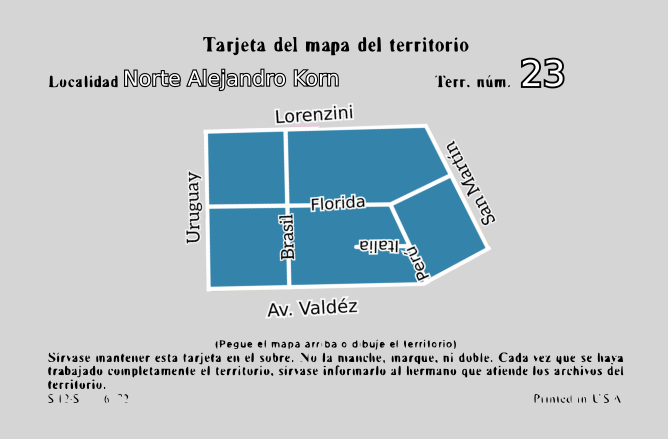 Tarjeta del mapa del territorio
Localidad Norte Alejandro Korn Terr. núm. 23
Lorenzini
San Martín
Uruguay
Florida
Brasil
Italia
Perú
Av. Valdéz
(Pegue el mapa arriba o dibuje el territorio)
Sírvase mantener esta tarjeta en el sobre. No la manche, marque, ni doble. Cada vez que se haya
trabajado completamente el territorio, sírvase informarlo al hermano que atiende los archivos del
territorio.
S-12-S 6 72 Printed in U S A